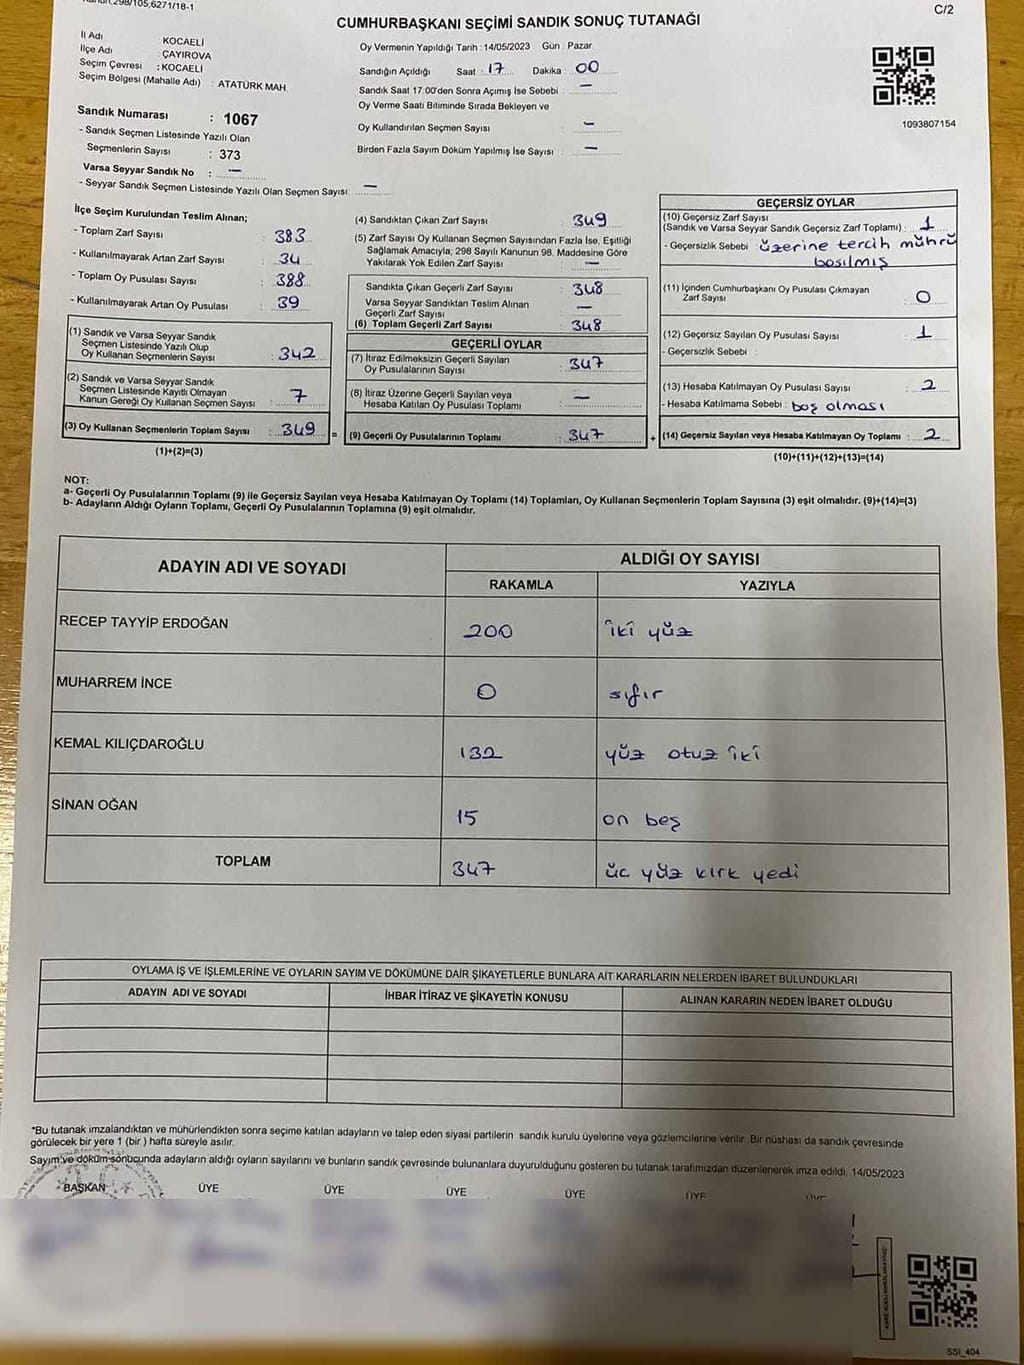 Kanun,298/105,6271/18-1
C/2
CUMHURBAŞKANI SEÇİMİ SANDIK SONUÇ TUTANAĞI
İl Adı : KOCAELİ
İlçe Adı : ÇAYIROVA
Seçim Çevresi : KOCAELİ
Seçim Bölgesi (Mahalle Adı) : ATATÜRK MAH.
Sandık Numarası : 1067
- Sandık Seçmen Listesinde Yazılı Olan
Seçmenlerin Sayısı : 373
Varsa Seyyar Sandık No : —
- Seyyar Sandık Seçmen Listesinde Yazılı Olan Seçmen Sayısı: —
Oy Vermenin Yapıldığı Tarih :14/05/2023 Gün : Pazar
Sandığın Açıldığı Saat : 17 Dakika : 00
Sandık Saat 17:00'den Sonra Açımış İse Sebebi : —
Oy Verme Saati Bitiminde Sırada Bekleyen ve
Oy Kullandırılan Seçmen Sayısı : —
Birden Fazla Sayım Döküm Yapılmış İse Sayısı : —
1093807154
İlçe Seçim Kurulundan Teslim Alınan;
- Toplam Zarf Sayısı : 383
- Kullanılmayarak Artan Zarf Sayısı : 34
- Toplam Oy Pusulası Sayısı : 388
- Kullanılmayarak Artan Oy Pusulası : 39
(1) Sandık ve Varsa Seyyar Sandık
Seçmen Listesinde Yazılı Olup
Oy Kullanan Seçmenlerin Sayısı : 342
(2) Sandık ve Varsa Seyyar Sandık
Seçmen Listesinde Kayıtlı Olmayan
Kanun Gereği Oy Kullanan Seçmen Sayısı : 7
(3) Oy Kullanan Seçmenlerin Toplam Sayısı : 349
(1)+(2)=(3)
(4) Sandıktan Çıkan Zarf Sayısı : 349
(5) Zarf Sayısı Oy Kullanan Seçmen Sayısından Fazla İse, Eşitliği
Sağlamak Amacıyla, 298 Sayılı Kanunun 98. Maddesine Göre
Yakılarak Yok Edilen Zarf Sayısı : —
Sandıkta Çıkan Geçerli Zarf Sayısı : 348
Varsa Seyyar Sandıktan Teslim Alınan
Geçerli Zarf Sayısı : —
(6) Toplam Geçerli Zarf Sayısı : 348
GEÇERLİ OYLAR
(7) İtiraz Edilmeksizin Geçerli Sayılan
Oy Pusulalarının Sayısı : 347
(8) İtiraz Üzerine Geçerli Sayılan veya
Hesaba Katılan Oy Pusulası Toplamı : —
= (9) Geçerli Oy Pusulalarının Toplamı : 347 +
GEÇERSİZ OYLAR
(10) Geçersiz Zarf Sayısı
(Sandık ve Varsa Seyyar Sandık Geçersiz Zarf Toplamı) : 1
- Geçersizlik Sebebi : üzerine tercih mührü
basılmış
(11) İçinden Cumhurbaşkanı Oy Pusulası Çıkmayan
Zarf Sayısı : 0
(12) Geçersiz Sayılan Oy Pusulası Sayısı : 1
- Geçersizlik Sebebi :
(13) Hesaba Katılmayan Oy Pusulası Sayısı : 2
- Hesaba Katılmama Sebebi : boş olması
(14) Geçersiz Sayılan veya Hesaba Katılmayan Oy Toplamı : 2
(10)+(11)+(12)+(13)=(14)
NOT:
a- Geçerli Oy Pusulalarının Toplamı (9) ile Geçersiz Sayılan veya Hesaba Katılmayan Oy Toplamı (14) Toplamları, Oy Kullanan Seçmenlerin Toplam Sayısına (3) eşit olmalıdır. (9)+(14)=(3)
b- Adayların Aldığı Oyların Toplamı, Geçerli Oy Pusulalarının Toplamına (9) eşit olmalıdır.
ADAYIN ADI VE SOYADI
ALDIĞI OY SAYISI
RAKAMLA YAZIYLA
RECEP TAYYİP ERDOĞAN 200 iki yüz
MUHARREM İNCE 0 sıfır
KEMAL KILIÇDAROĞLU 132 yüz otuz iki
SİNAN OĞAN 15 on beş
TOPLAM 347 üç yüz kırk yedi
OYLAMA İŞ VE İŞLEMLERİNE VE OYLARIN SAYIM VE DÖKÜMÜNE DAİR ŞİKAYETLERLE BUNLARA AİT KARARLARIN NELERDEN İBARET BULUNDUKLARI
ADAYIN ADI VE SOYADI İHBAR İTİRAZ VE ŞİKAYETİN KONUSU ALINAN KARARIN NEDEN İBARET OLDUĞU
*Bu tutanak imzalandıktan ve mühürlendikten sonra seçime katılan adayların ve talep eden siyasi partilerin sandık kurulu üyelerine veya gözlemcilerine verilir. Bir nüshası da sandık çevresinde
görülecek bir yere 1 (bir ) hafta süreyle asılır.
Sayım ve döküm sonucunda adayların aldığı oyların sayılarını ve bunların sandık çevresinde bulunanlara duyurulduğunu gösteren bu tutanak tarafımızdan düzenlenerek imza edildi. 14/05/2023
BAŞKAN ÜYE ÜYE ÜYE ÜYE ÜYE ÜYE
SSI_404